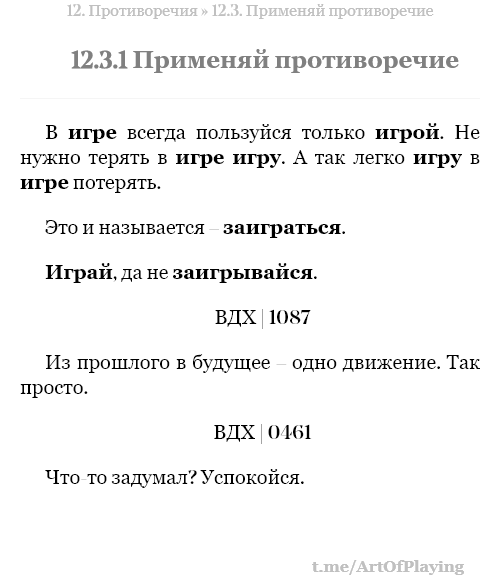 12. Противоречия » 12.3. Применяй противоречие
12.3.1 Применяй противоречие
В игре всегда пользуйся только игрой. Не
нужно терять в игре игру. А так легко игру в
игре потерять.
Это и называется – заиграться.
Играй, да не заигрывайся.
ВДХ | 1087
Из прошлого в будущее – одно движение. Так
просто.
ВДХ | 0461
Что-то задумал? Успокойся.
t.me/ArtOfPlaying